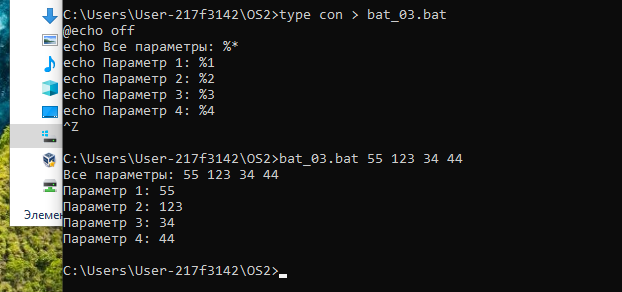 C:\Users\User-217f3142\OS2>type con > bat_03.bat
@echo off
echo Все параметры: %*
echo Параметр 1: %1
echo Параметр 2: %2
echo Параметр 3: %3
echo Параметр 4: %4
^Z
C:\Users\User-217f3142\OS2>bat_03.bat 55 123 34 44
Все параметры: 55 123 34 44
Параметр 1: 55
Параметр 2: 123
Параметр 3: 34
Параметр 4: 44
C:\Users\User-217f3142\OS2>
Элемен